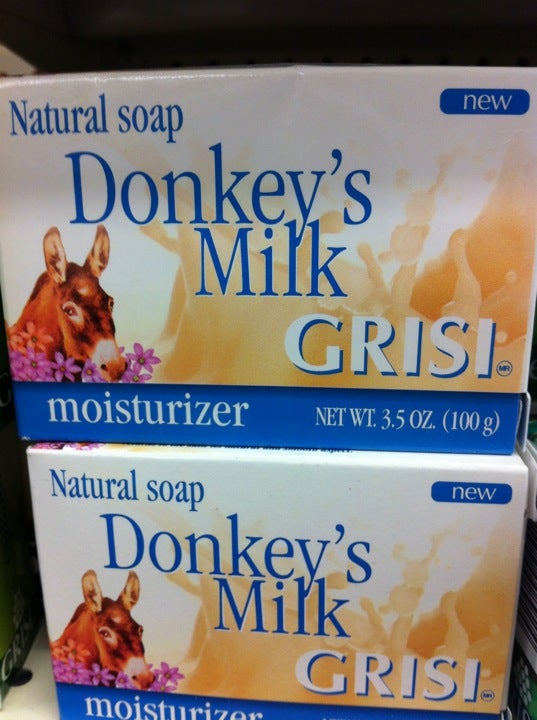 Natural soap
new
Donkey's
Milk
GRISI
MR
moisturizer
NET WT. 3.5 OZ. (100 g)
Natural soap
new
Donkey's
Milk
GRISI
MR
moisturizer